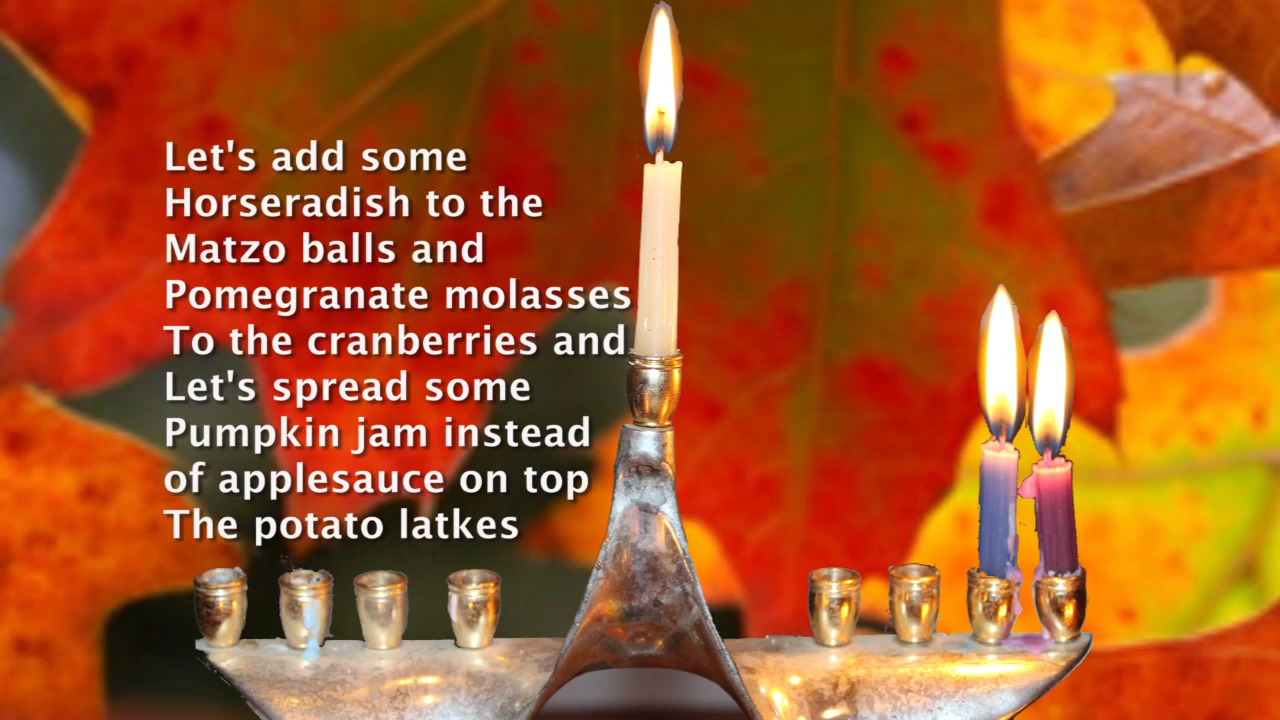 Let's add some
Horseradish to the
Matzo balls and
Pomegranate molasses
To the cranberries and
Let's spread some
Pumpkin jam instead
of applesauce on top
The potato latkes